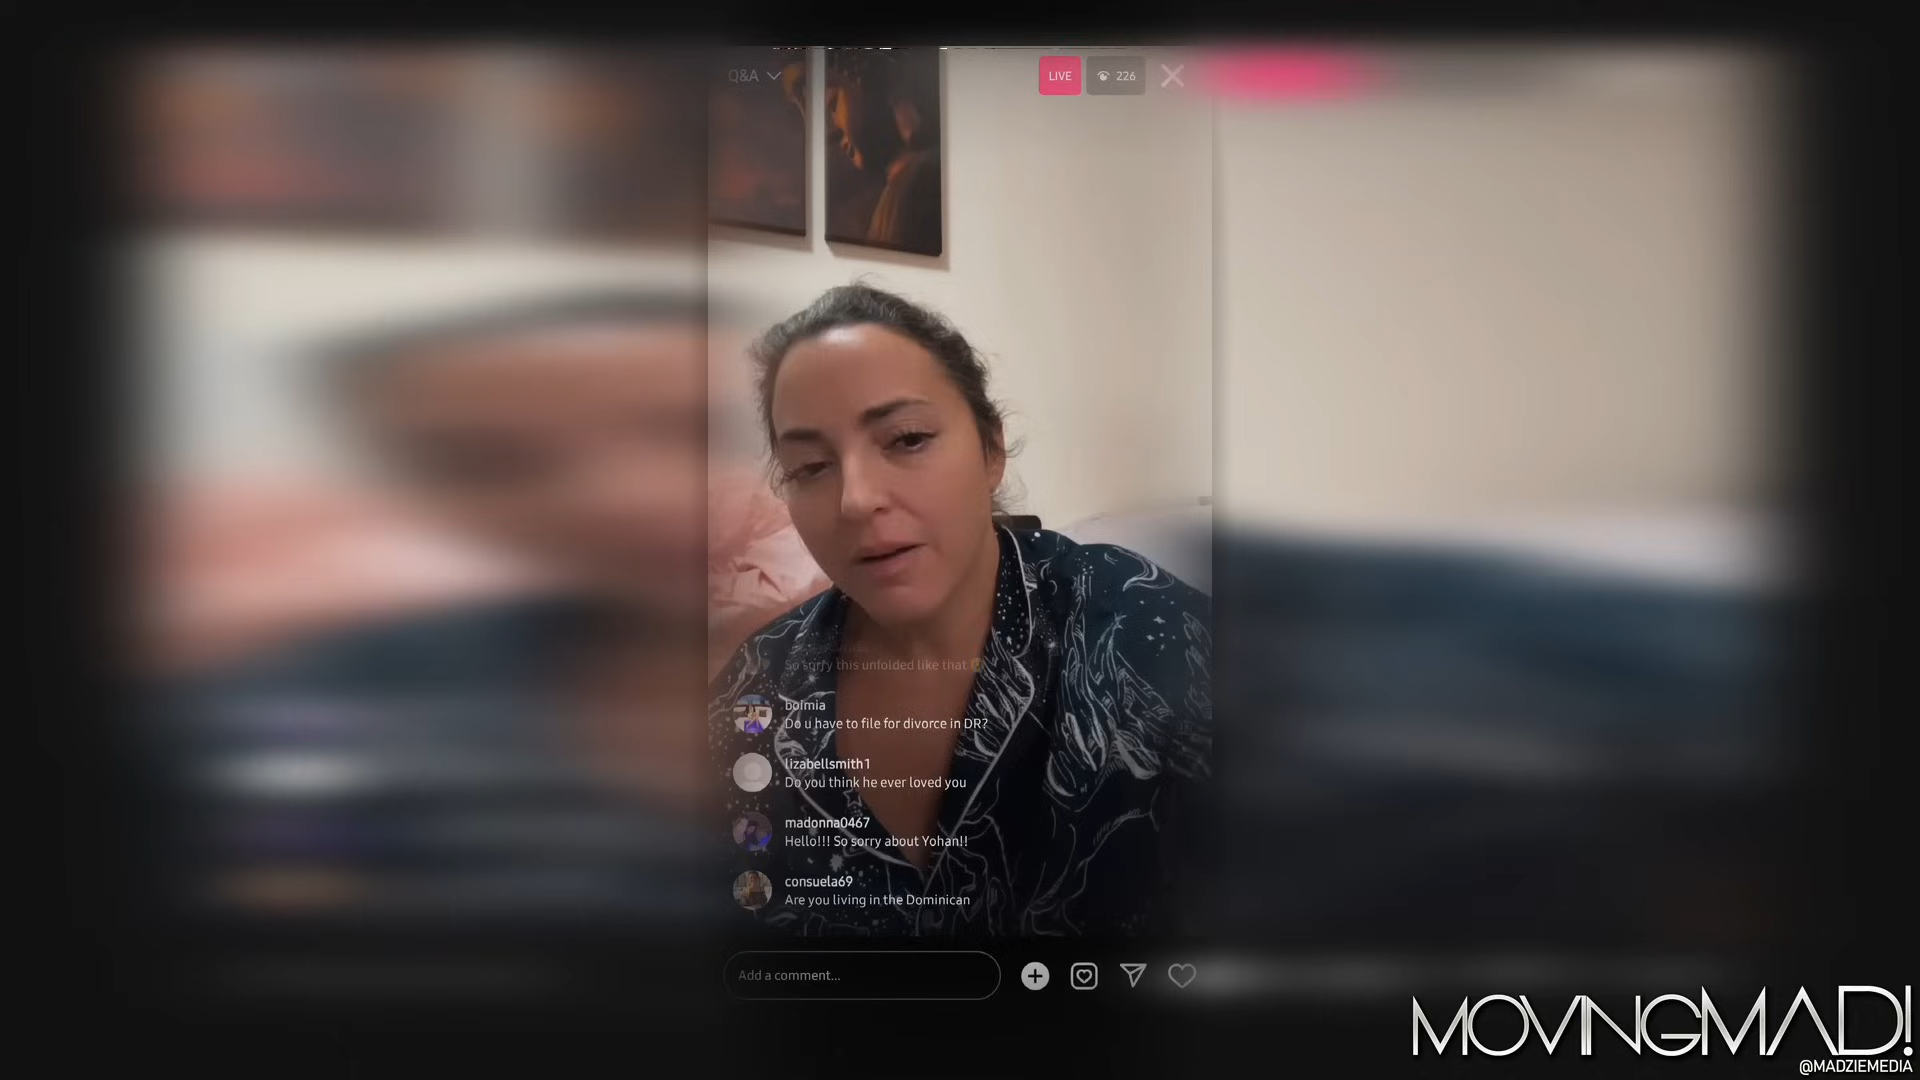 Q&A
LIVE
226
So sorry this unfolded like that
bolmia
Do u have to file for divorce in DR?
lizabellsmith1
Do you think he ever loved you
madonna0467
Hello!!! So sorry about Yohan!!
consuela69
Are you living in the Dominican
Add a comment...
MOVINGMAD!
@MADZIEMEDIA